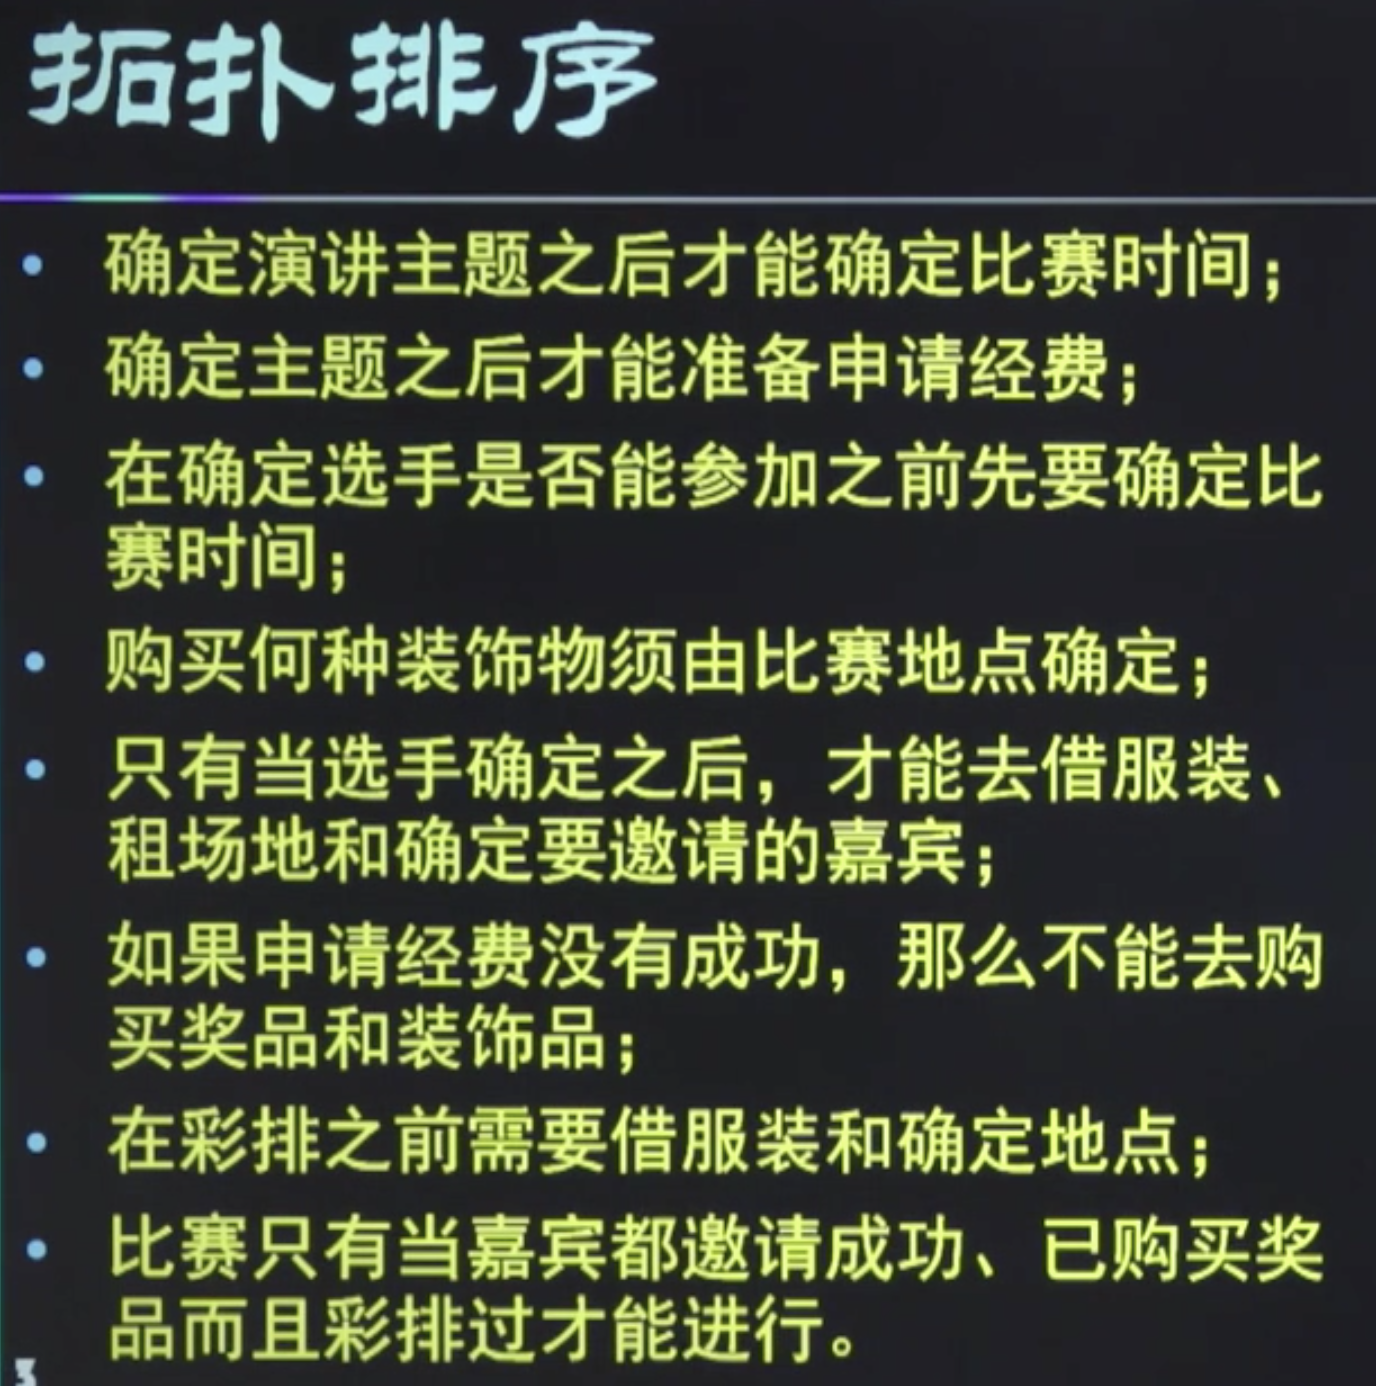 拓扑排序
• 确定演讲主题之后才能确定比赛时间；
• 确定主题之后才能准备申请经费；
• 在确定选手是否能参加之前先要确定比
赛时间；
• 购买何种装饰物须由比赛地点确定；
• 只有当选手确定之后，才能去借服装、
租场地和确定要邀请的嘉宾；
• 如果申请经费没有成功，那么不能去购
买奖品和装饰品；
• 在彩排之前需要借服装和确定地点；
• 比赛只有当嘉宾都邀请成功、已购买奖
品而且彩排过才能进行。
3